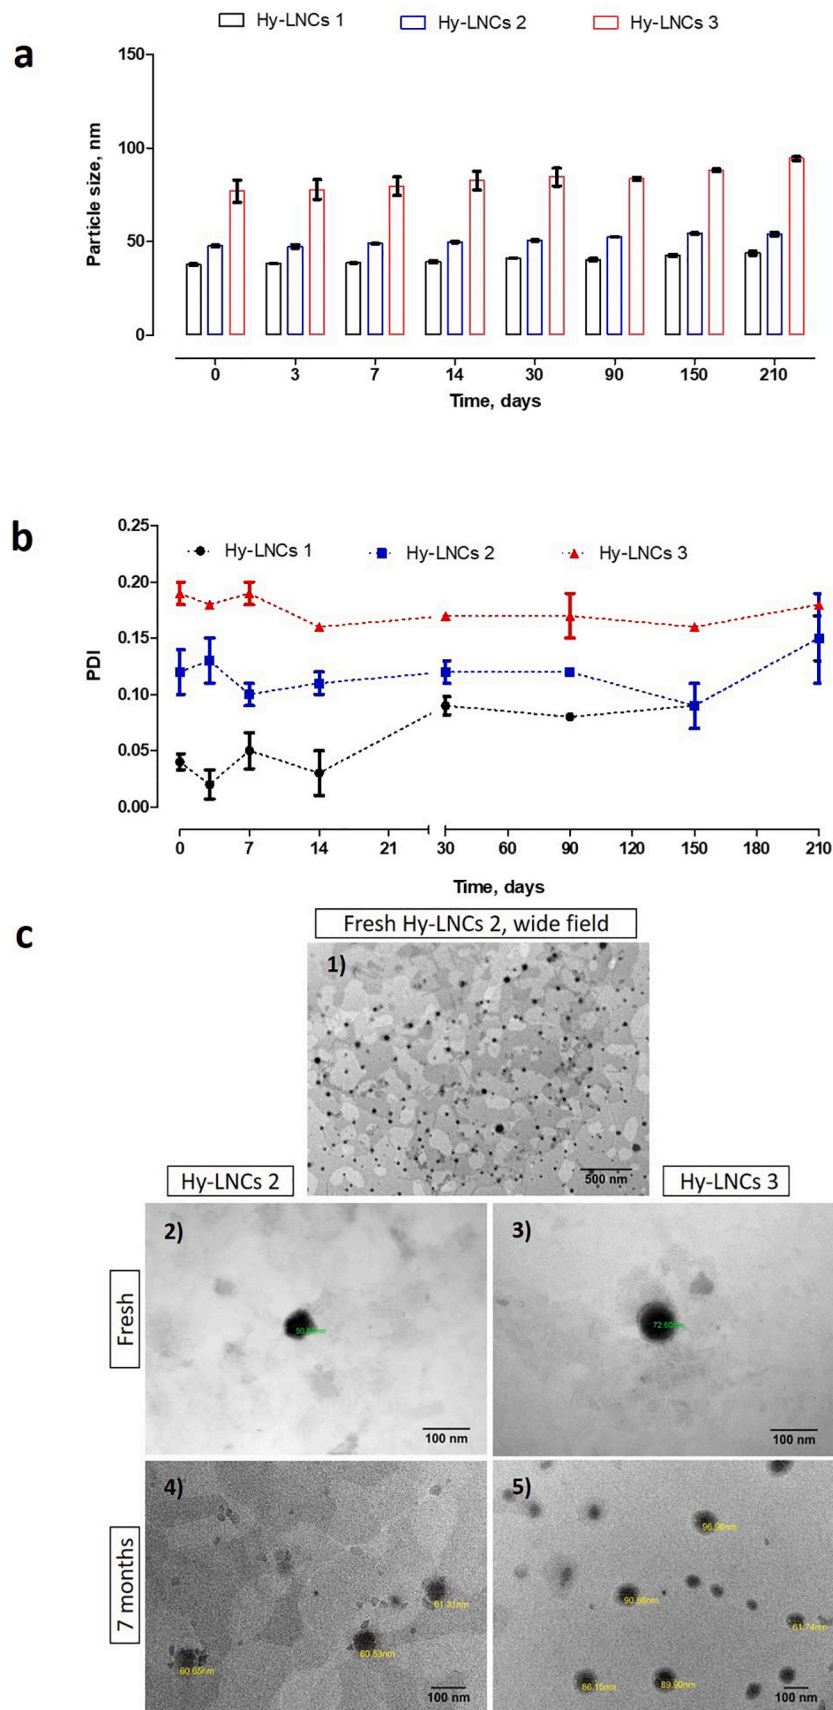 Hy-LNCs 1 Hy-LNCs 2 Hy-LNCs 3
a
150
100
50
0
Particle size, nm
0 3 7 14 30 90 150 210
Time, days
b
0.25
0.20
0.15
0.10
0.05
0.00
PDI
Hy-LNCs 1 Hy-LNCs 2 Hy-LNCs 3
0 7 14 21 30 60 90 120 150 180 210
Time, days
c
Fresh Hy-LNCs 2, wide field
1)
500 nm
Hy-LNCs 2
Hy-LNCs 3
Fresh
2)
100 nm
3)
72.60nm
100 nm
7 months
4)
61.31nm
60.53nm
60.65nm
100 nm
5)
96.96nm
90.86nm
61.74nm
86.15nm
89.90nm
100 nm